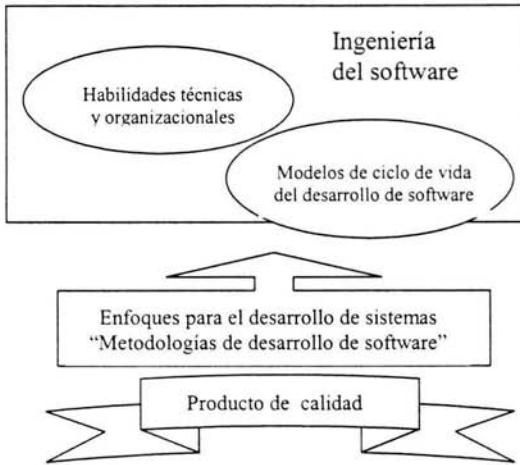 Ingeniería
del software
Habilidades técnicas
y organizacionales
Modelos de ciclo de vida
del desarrollo de software
Enfoques para el desarrollo de sistemas
“Metodologías de desarrollo de software”
Producto de calidad